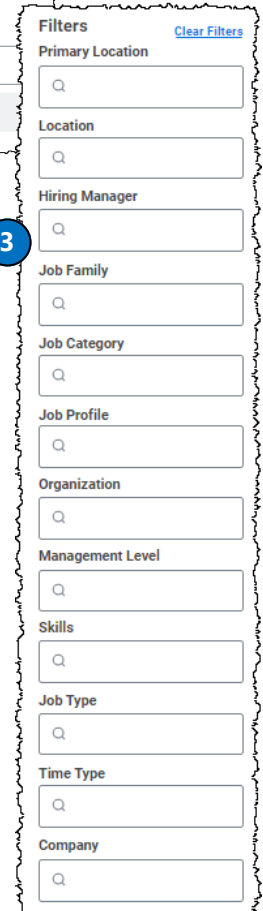 Filters Clear Filters
Primary Location
Location
Hiring Manager
3
Job Family
Job Category
Job Profile
Organization
Management Level
Skills
Job Type
Time Type
Company